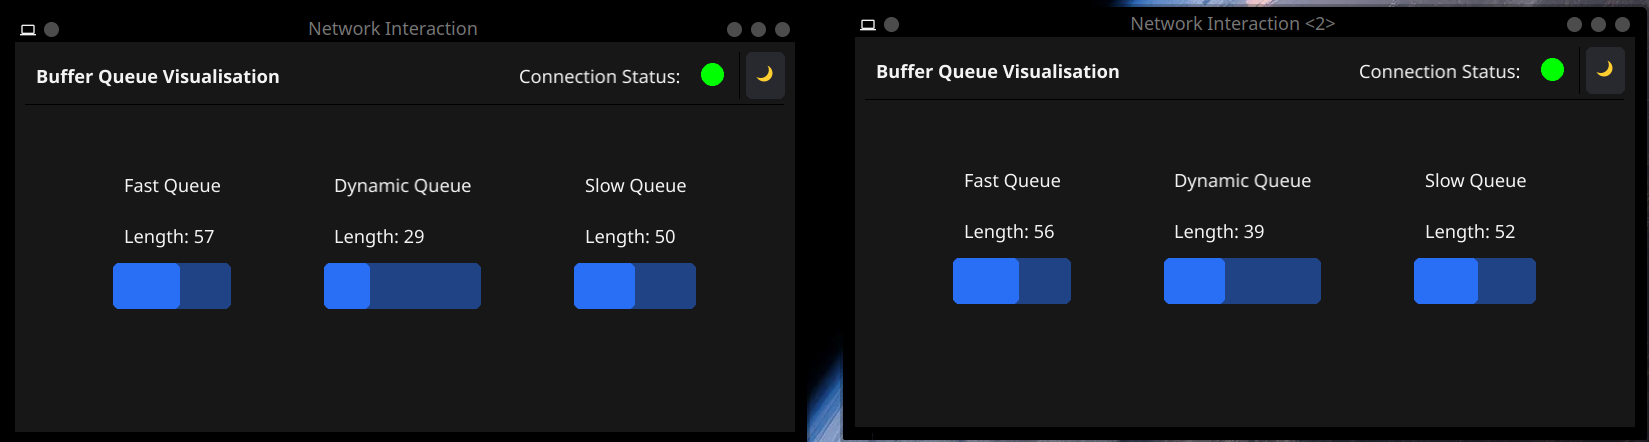 Network Interaction
Buffer Queue Visualisation Connection Status:
Fast Queue Dynamic Queue Slow Queue
Length: 57 Length: 29 Length: 50
Network Interaction <2>
Buffer Queue Visualisation Connection Status:
Fast Queue Dynamic Queue Slow Queue
Length: 56 Length: 39 Length: 52